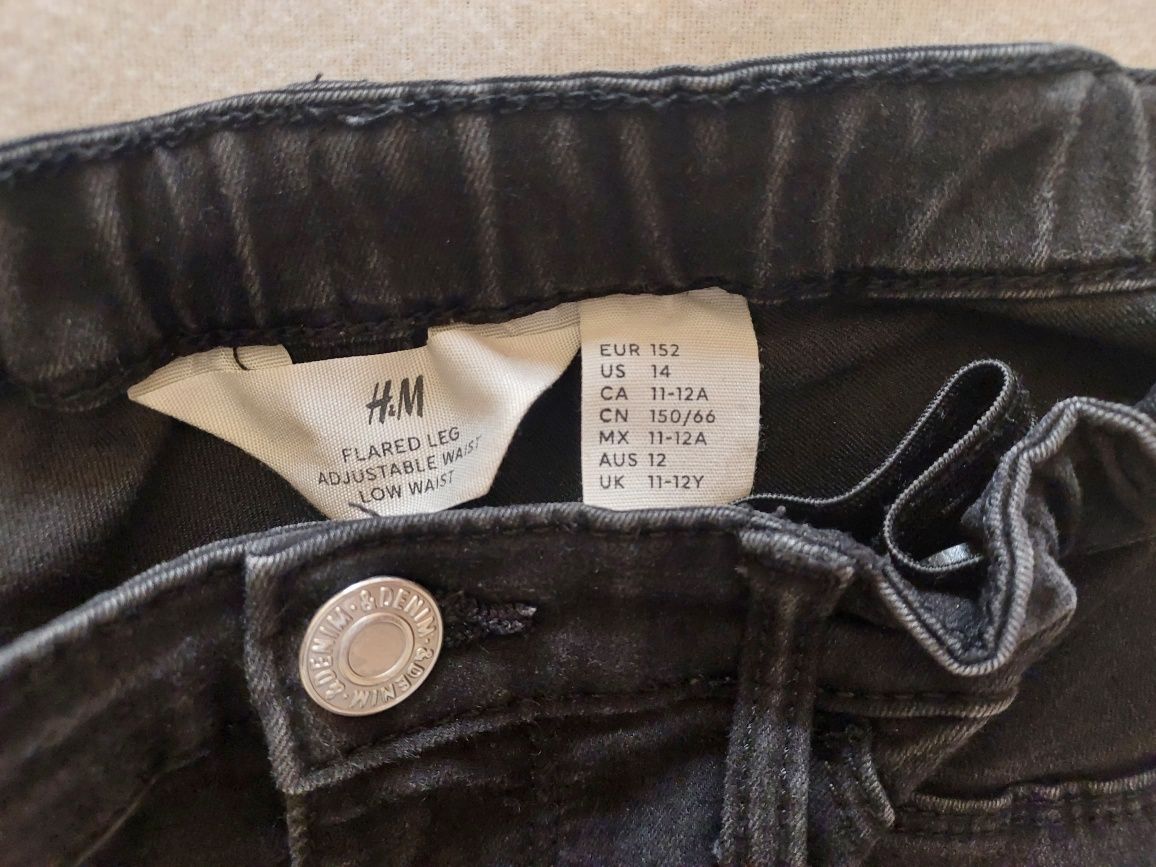 H&M
FLARED LEG
ADJUSTABLE WAIST
LOW WAIST
EUR 152
US 14
CA 11-12A
CN 150/66
MX 11-12A
AUS 12
UK 11-12Y
&DENIM · &DENIM · &DENIM ·